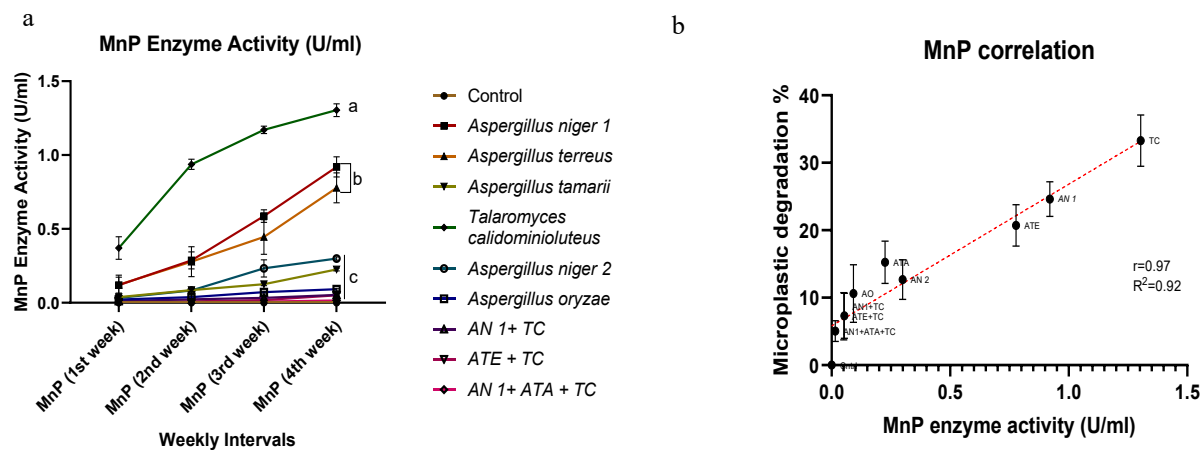 a
MnP Enzyme Activity (U/ml)
MnP Enzyme Activity (U/ml)
1.5
1.0
0.5
0.0
a
b
c
MnP (1st week)
MnP (2nd week)
MnP (3rd week)
MnP (4th week)
Weekly Intervals
Control
Aspergillus niger 1
Aspergillus terreus
Aspergillus tamarii
Talaromyces
calidominioluteus
Aspergillus niger 2
Aspergillus oryzae
AN 1+ TC
ATE + TC
AN 1+ ATA + TC
b
MnP correlation
Microplastic degradation %
40
30
20
10
0
TC
AN 1
ATE
ATA
AN 2
AO
AN1+TC
ATE+TC
AN1+ATA+TC
r=0.97
R²=0.92
0.0
0.5
1.0
1.5
MnP enzyme activity (U/ml)